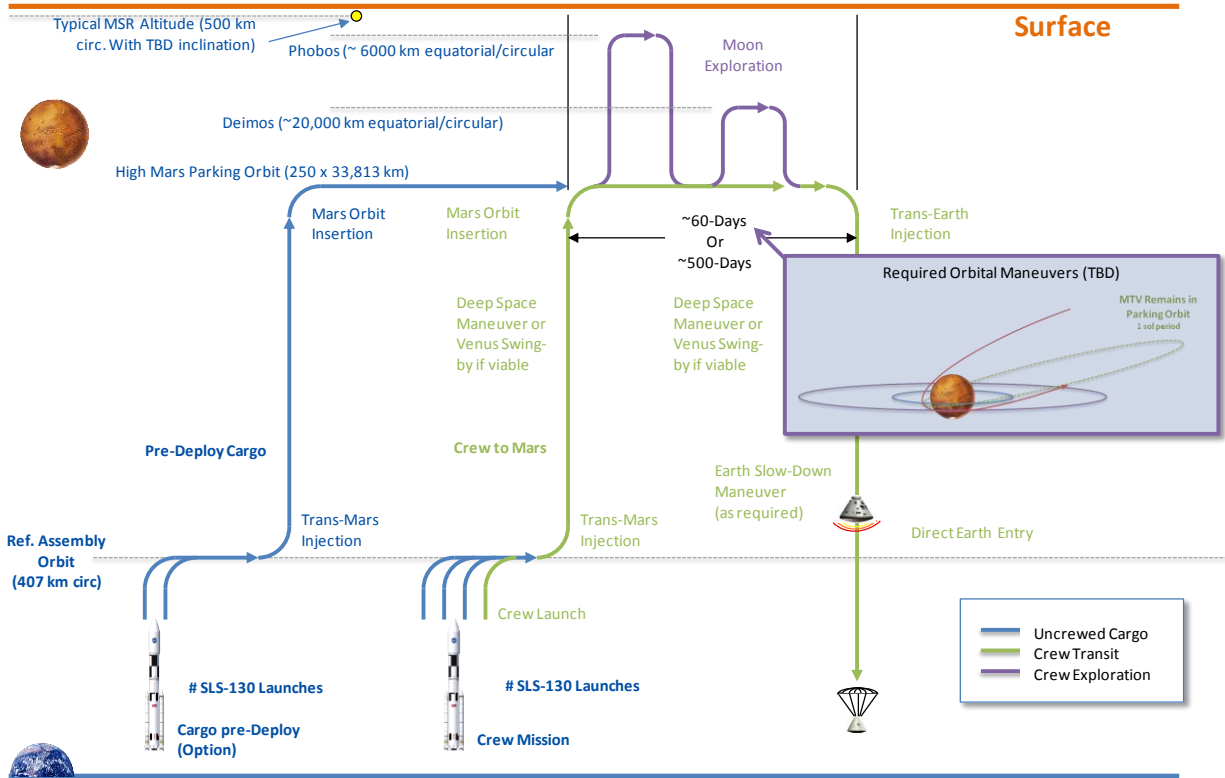 Surface
Typical MSR Altitude (500 km
circ. With TBD inclination)
Phobos (~ 6000 km equatorial/circular
Moon
Exploration
Deimos (~20,000 km equatorial/circular)
High Mars Parking Orbit (250 x 33,813 km)
Mars Orbit
Insertion
Mars Orbit
Insertion
~60-Days
Or
~500-Days
Trans-Earth
Injection
Required Orbital Maneuvers (TBD)
MTV Remains in
Parking Orbit
1 sol period
Deep Space
Maneuver or
Venus Swing-
by if viable
Deep Space
Maneuver or
Venus Swing-
by if viable
Pre-Deploy Cargo
Crew to Mars
Earth Slow-Down
Maneuver
(as required)
Trans-Mars
Injection
Trans-Mars
Injection
Direct Earth Entry
Ref. Assembly
Orbit
(407 km circ)
Crew Launch
Uncrewed Cargo
Crew Transit
Crew Exploration
# SLS-130 Launches
# SLS-130 Launches
Cargo pre-Deploy
(Option)
Crew Mission